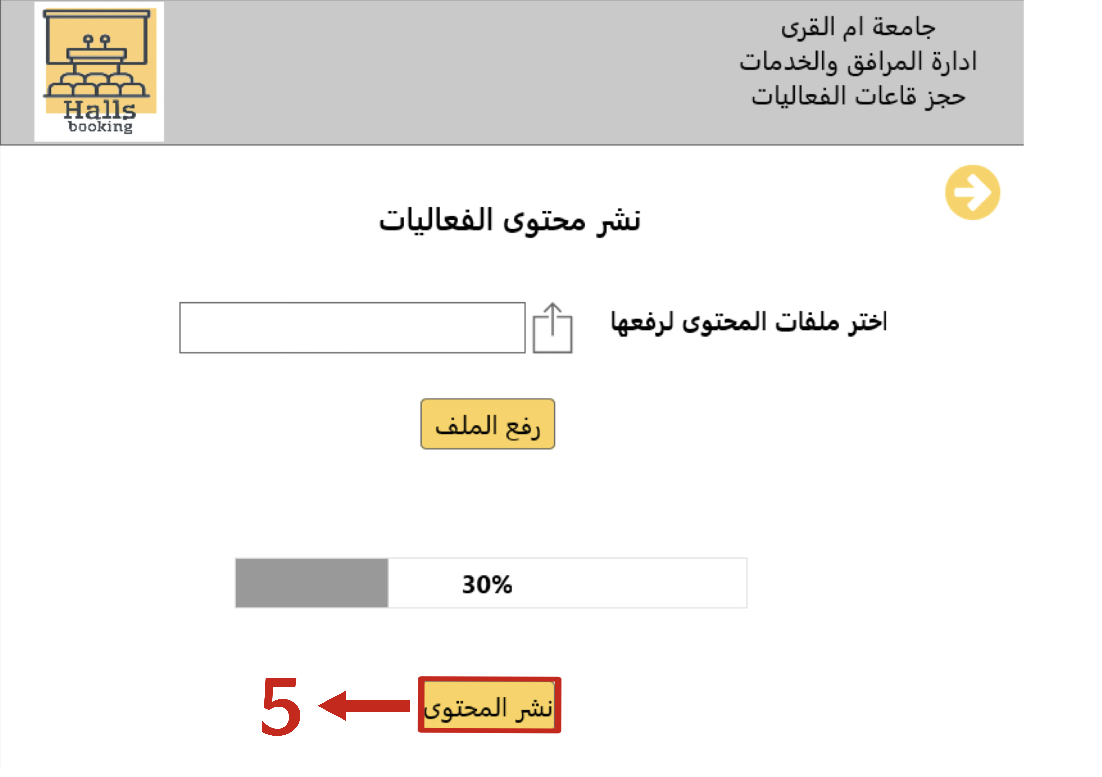 جامعة ام القرى
ادارة المرافق والخدمات
حجز قاعات الفعاليات
Halls
booking
نشر محتوى الفعاليات
اختر ملفات المحتوى لرفعها
رفع الملف
30%
نشر المحتوى
5